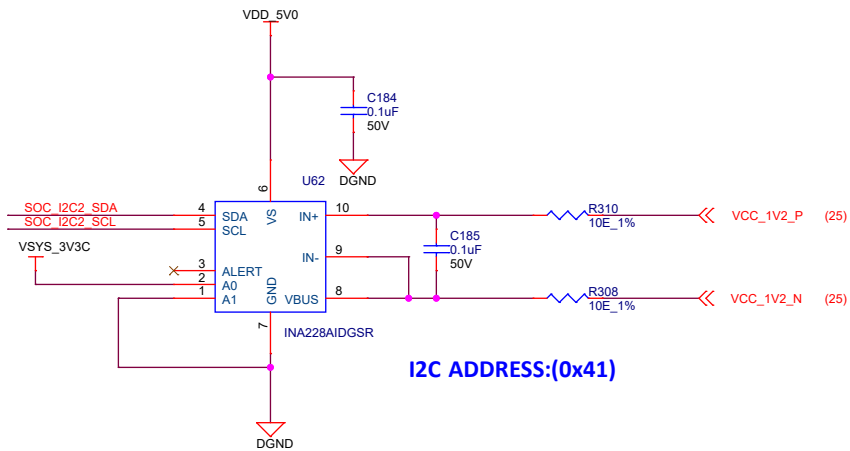 VDD_5V0
C184
0.1uF
50V
DGND
U62
6
VS
SOC_I2C2_SDA
4
SDA
IN+
10
R310
10E_1%
VCC_1V2_P
(25)
SOC_I2C2_SCL
5
SCL
VSYS_3V3C
C185
0.1uF
50V
IN-
9
3
ALERT
2
A0
1
A1
GND
VBUS
8
R308
10E_1%
VCC_1V2_N
(25)
7
INA228AIDGSR
I2C ADDRESS:(0x41)
DGND